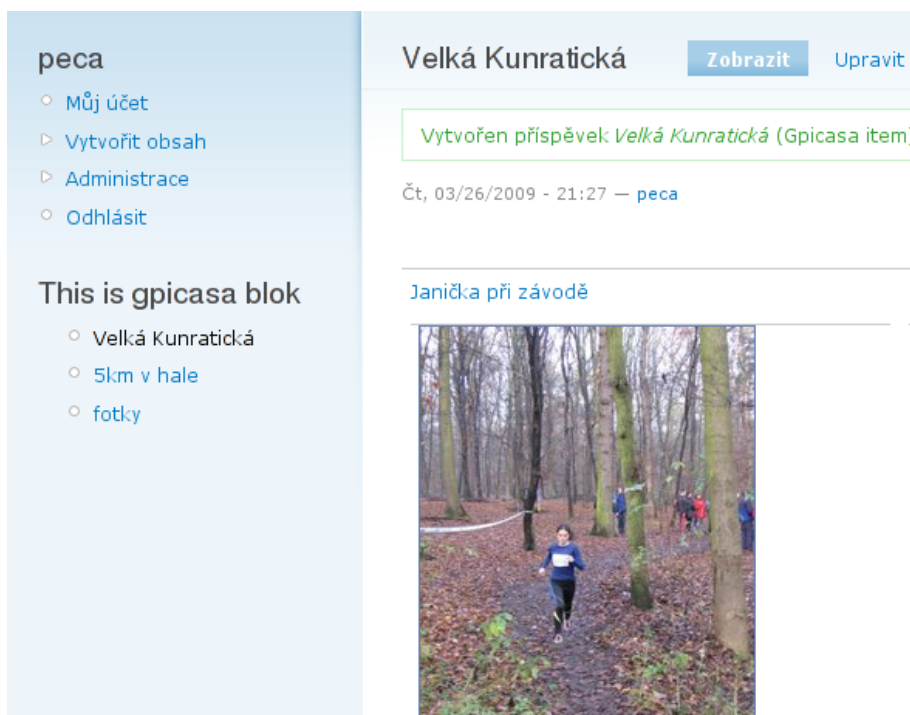 peca
Můj účet
Vytvořit obsah
Administrace
Odhlásit
This is gpicasa blok
Velká Kunratická
5km v hale
fotky
Velká Kunratická
Zobrazit
Upravit
Vytvořen příspěvek Velká Kunratická (Gpicasa item)
Čt, 03/26/2009 - 21:27 — peca
Janička při závodě